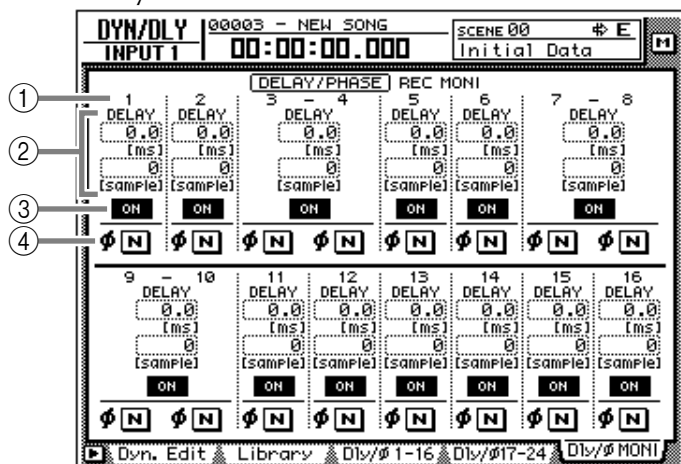 DYN/DLY
INPUT 1
00003 - NEW SONG
00:00:00.000
SCENE 00 E
Initial Data
M
DELAY/PHASE REC MONI
① 1 2 3 - 4 5 6 7 - 8
② DELAY DELAY DELAY DELAY DELAY DELAY
0.0 0.0 0.0 0.0 0.0 0.0
[ms] [ms] [ms] [ms] [ms] [ms]
0 0 0 0 0 0
[sample] [sample] [sample] [sample] [sample] [sample]
③ ON ON ON ON ON ON
④ ϕ N ϕ N ϕ N ϕ N ϕ N ϕ N ϕ N ϕ N
9 - 10 11 12 13 14 15 16
DELAY DELAY DELAY DELAY DELAY DELAY DELAY
0.0 0.0 0.0 0.0 0.0 0.0 0.0
[ms] [ms] [ms] [ms] [ms] [ms] [ms]
0 0 0 0 0 0 0
[sample] [sample] [sample] [sample] [sample] [sample] [sample]
ON ON ON ON ON ON ON
ϕ N ϕ N ϕ N ϕ N ϕ N ϕ N ϕ N ϕ N
Dyn. Edit Library Dly/ϕ 1-16 Dly/ϕ17-24 Dly/ϕ MONI